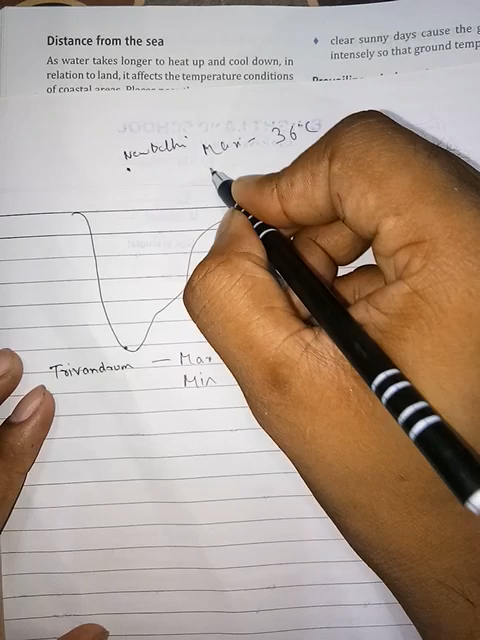 Distance from the sea
As water takes longer to heat up and cool down, in
relation to land, it affects the temperature conditions
of coastal areas.
clear sunny days cause the
intensely so that ground temp
New Delhi Max - 36°C
Trivandrum — Max
Min